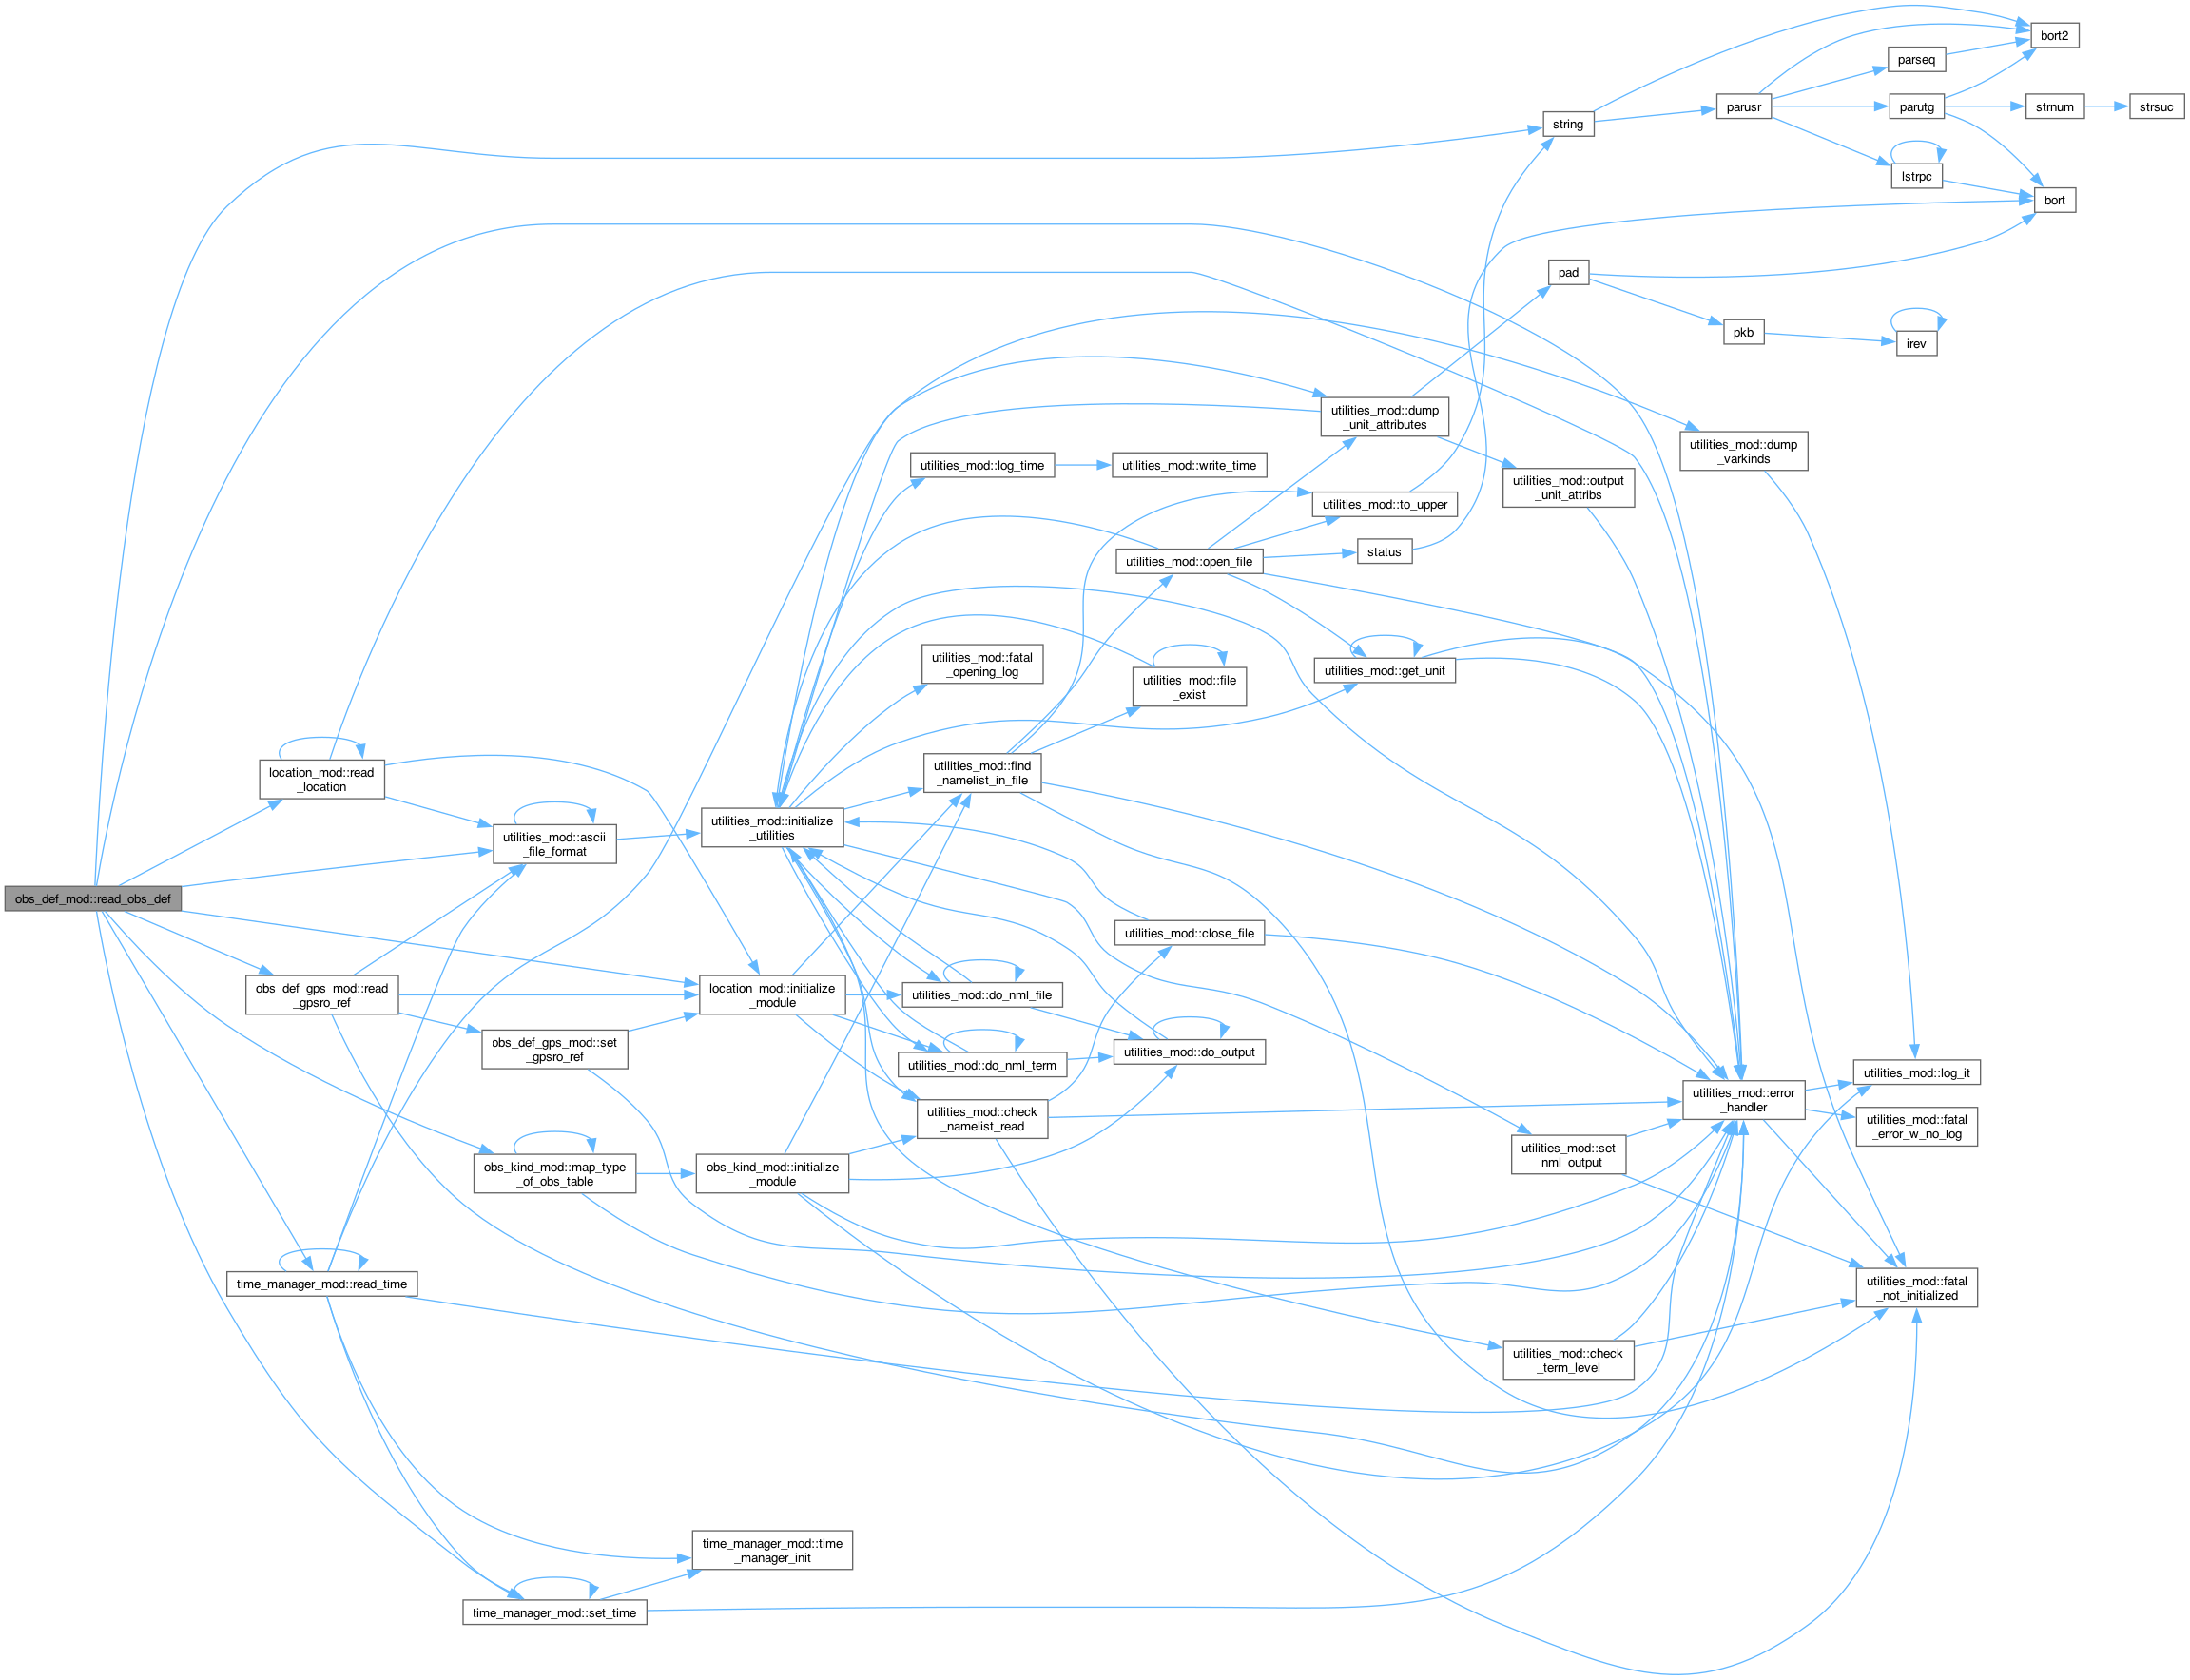 bort2
parseq
parusr
parutg
strnum
strsuc
string
lstrpc
bort
pad
pkb
irev
utilities_mod::dump
_unit_attributes
utilities_mod::dump
_varkinds
utilities_mod::log_time
utilities_mod::write_time
utilities_mod::output
_unit_attribs
utilities_mod::to_upper
status
utilities_mod::open_file
utilities_mod::fatal
_opening_log
utilities_mod::file
_exist
utilities_mod::get_unit
location_mod::read
_location
utilities_mod::find
_namelist_in_file
utilities_mod::ascii
_file_format
utilities_mod::initialize
_utilities
obs_def_mod::read_obs_def
utilities_mod::close_file
obs_def_gps_mod::read
_gpsro_ref
location_mod::initialize
_module
utilities_mod::do_nml_file
obs_def_gps_mod::set
_gpsro_ref
utilities_mod::do_nml_term
utilities_mod::do_output
utilities_mod::log_it
utilities_mod::error
_handler
utilities_mod::check
_namelist_read
utilities_mod::fatal
_error_w_no_log
utilities_mod::set
_nml_output
obs_kind_mod::map_type
_of_obs_table
obs_kind_mod::initialize
_module
time_manager_mod::read_time
utilities_mod::fatal
_not_initialized
utilities_mod::check
_term_level
time_manager_mod::time
_manager_init
time_manager_mod::set_time